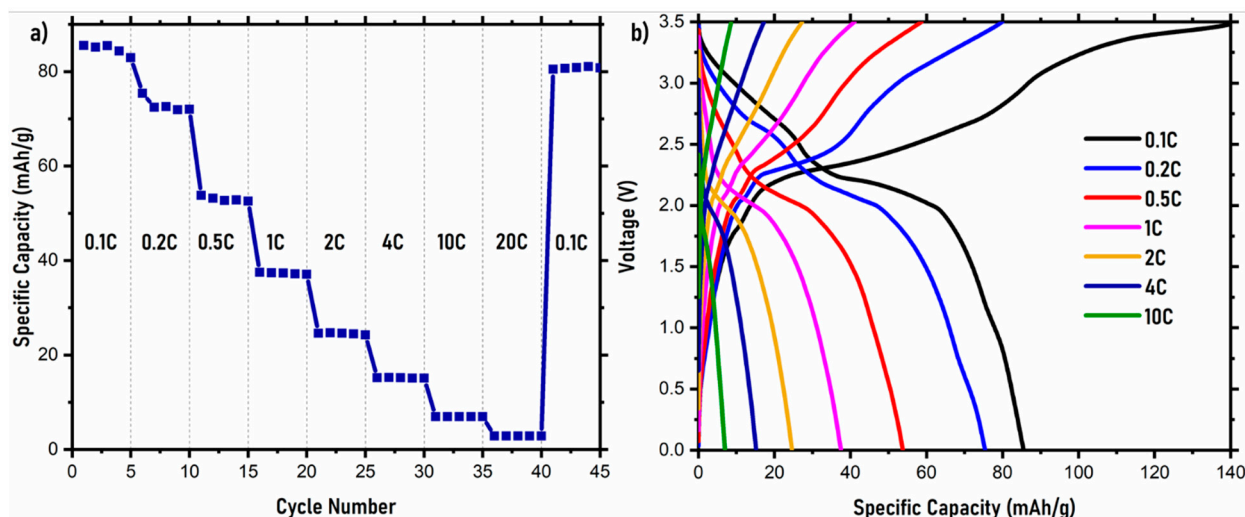 a)
Specific Capacity (mAh/g)
80
60
40
20
0
0.1C 0.2C 0.5C 1C 2C 4C 10C 20C 0.1C
0 5 10 15 20 25 30 35 40 45
Cycle Number
b)
Voltage (V)
3.5
3.0
2.5
2.0
1.5
1.0
0.5
0.0
0.1C
0.2C
0.5C
1C
2C
4C
10C
0 20 40 60 80 100 120 140
Specific Capacity (mAh/g)